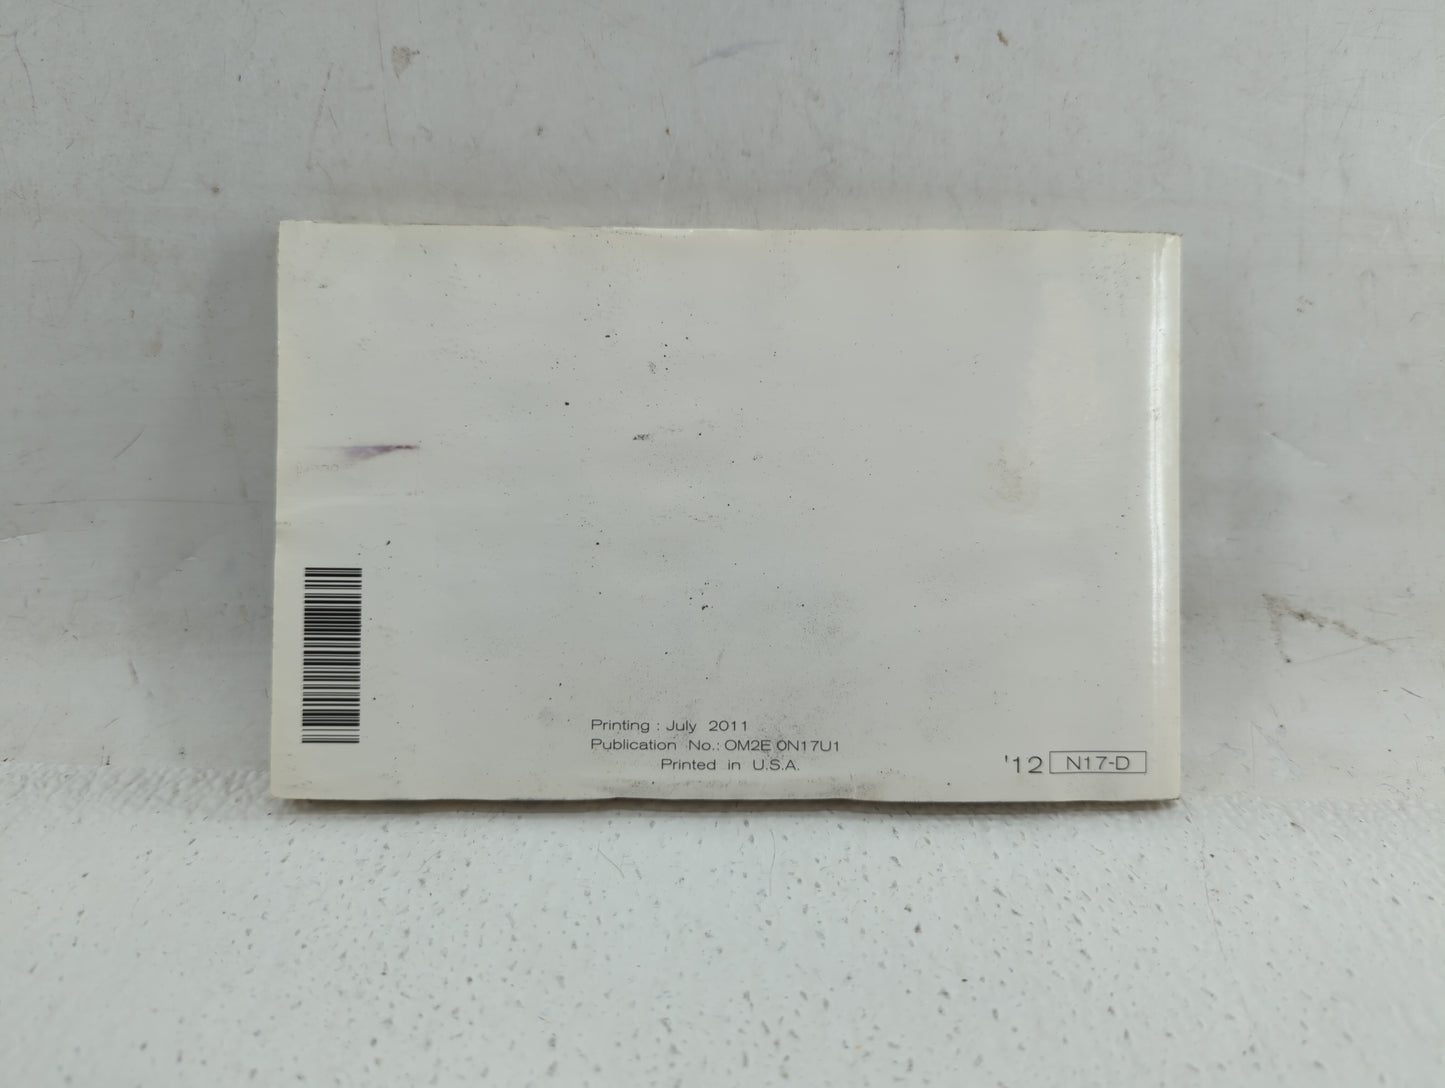 Printing : July 2011
Publication No.: OM2E 0N17U1
Printed in U.S.A.
'12 N17-D